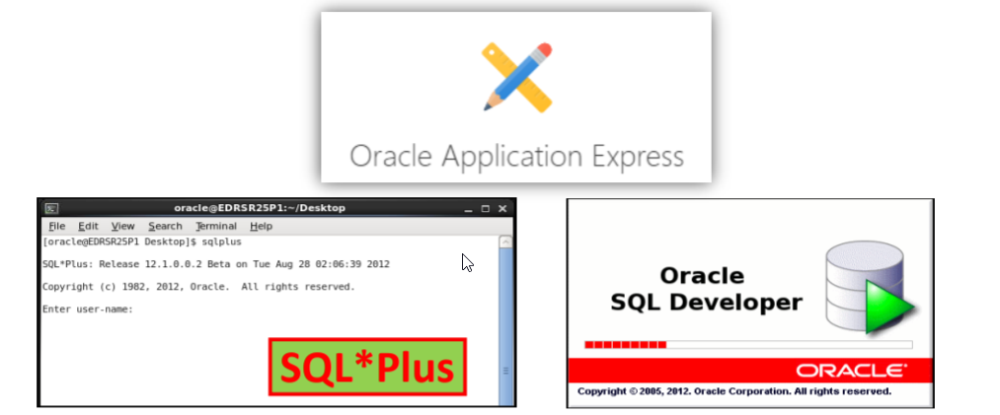 Oracle Application Express
oracle@EDRSR25P1:~/Desktop
File Edit View Search Terminal Help
[oracle@EDRSR25P1 Desktop]$ sqlplus
SQL*Plus: Release 12.1.0.0.2 Beta on Tue Aug 28 02:06:39 2012
Copyright (c) 1982, 2012, Oracle.  All rights reserved.
Enter user-name:
SQL*Plus
Oracle
SQL Developer
ORACLE
Copyright © 2005, 2012. Oracle Corporation. All rights reserved.